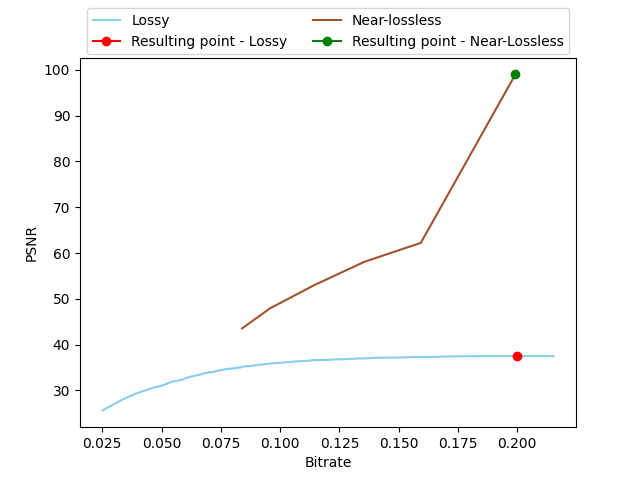 Lossy
Near-lossless
Resulting point - Lossy
Resulting point - Near-Lossless
100
90
80
70
60
50
40
30
PSNR
0.025 0.050 0.075 0.100 0.125 0.150 0.175 0.200
Bitrate